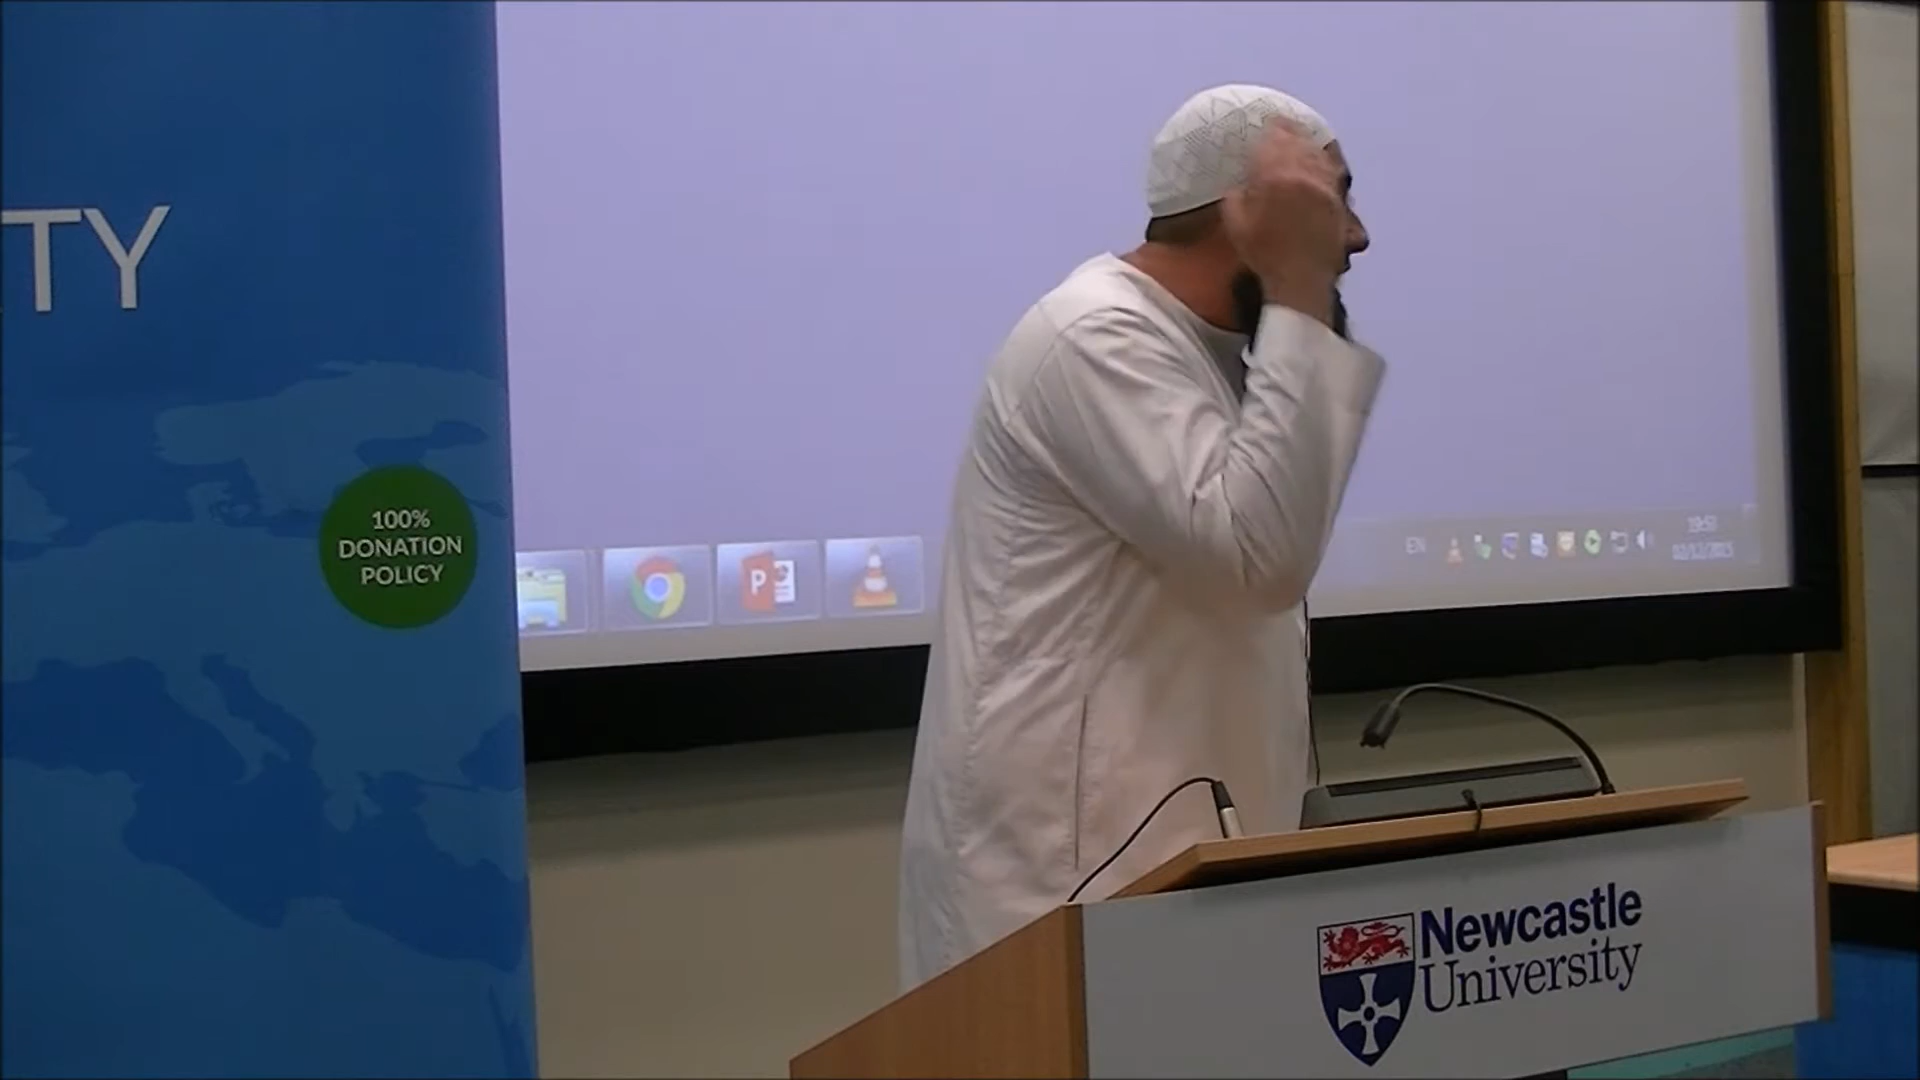 TY
100%
DONATION
POLICY
P
EN
Newcastle
University